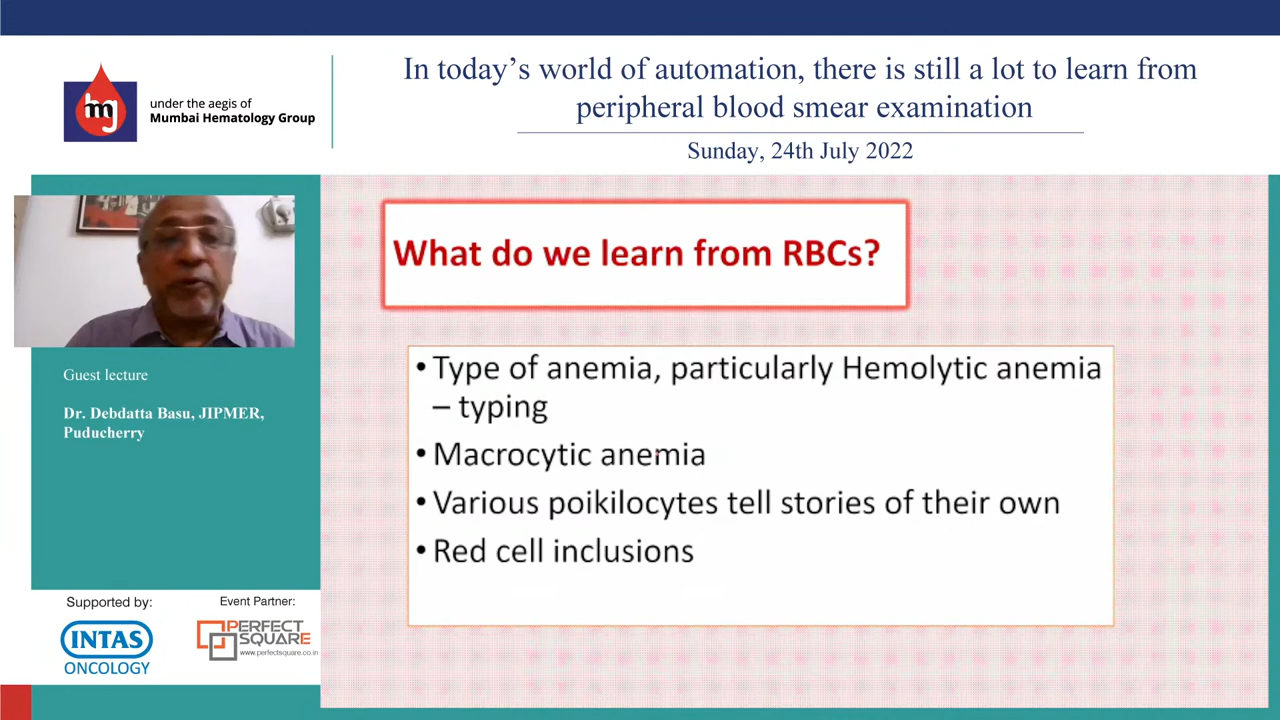 In today's world of automation, there is still a lot to learn from
peripheral blood smear examination
Sunday, 24th July 2022
hmg
under the aegis of
Mumbai Hematology Group
What do we learn from RBCs?
• Type of anemia, particularly Hemolytic anemia
– typing
• Macrocytic anemia
• Various poikilocytes tell stories of their own
• Red cell inclusions
Guest lecture
Dr. Debdatta Basu, JIPMER,
Puducherry
Supported by:
INTAS
ONCOLOGY
Event Partner:
PERFECT
SQUARE
www.perfectsquare.co.in